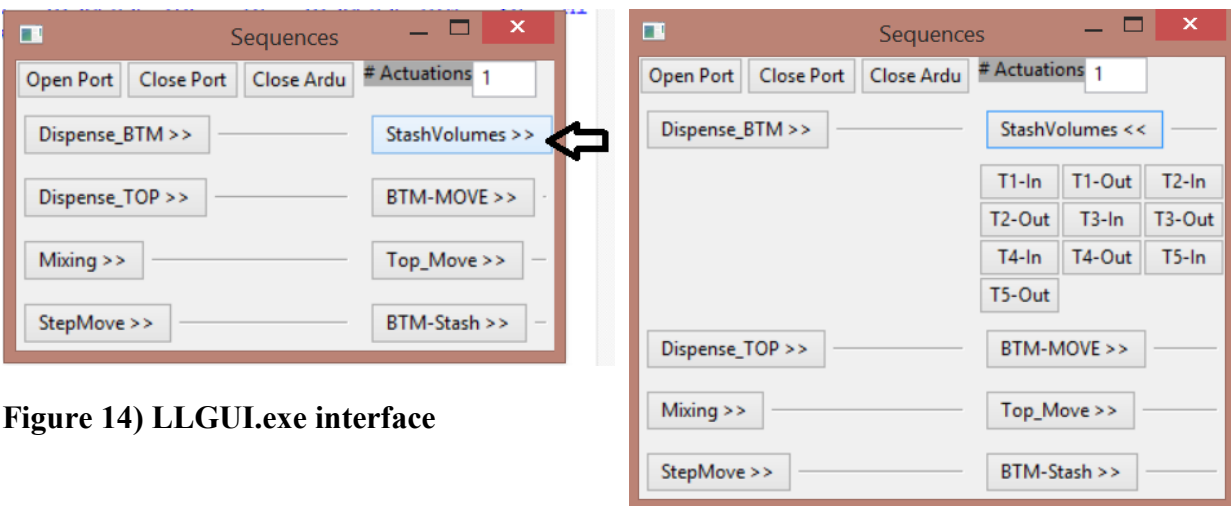 Sequences
Open Port Close Port Close Ardu # Actuations 1
Dispense_BTM >> StashVolumes >>
Dispense_TOP >> BTM-MOVE >>
Mixing >> Top_Move >>
StepMove >> BTM-Stash >>
Figure 14) LLGUI.exe interface
Sequences
Open Port Close Port Close Ardu # Actuations 1
Dispense_BTM >> StashVolumes <<
T1-In T1-Out T2-In
T2-Out T3-In T3-Out
T4-In T4-Out T5-In
T5-Out
Dispense_TOP >> BTM-MOVE >>
Mixing >> Top_Move >>
StepMove >> BTM-Stash >>